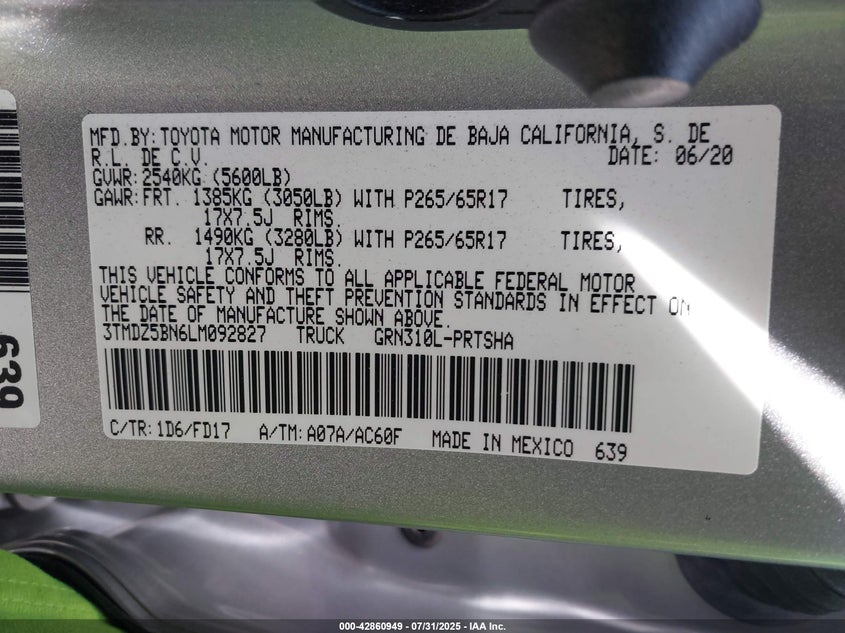 MFD.BY: TOYOTA MOTOR MANUFACTURING DE BAJA CALIFORNIA, S. DE
R.L. DE C.V. DATE: 06/20
GVWR: 2540KG (5600LB)
GAWR: FRT. 1385KG (3050LB) WITH P265/65R17 TIRES,
17X7.5J RIMS.
RR. 1490KG (3280LB) WITH P265/65R17 TIRES,
17X7.5J RIMS.
THIS VEHICLE CONFORMS TO ALL APPLICABLE FEDERAL MOTOR
VEHICLE SAFETY AND THEFT PREVENTION STANDARDS IN EFFECT ON
THE DATE OF MANUFACTURE SHOWN ABOVE.
3TMDZ5BN6LM092827 TRUCK GRN310L-PRTSHA
C/TR: 1D6/FD17 A/TM: A07A/AC60F MADE IN MEXICO 639
639
000-42860949 | 07/31/2025 - IAA Inc.